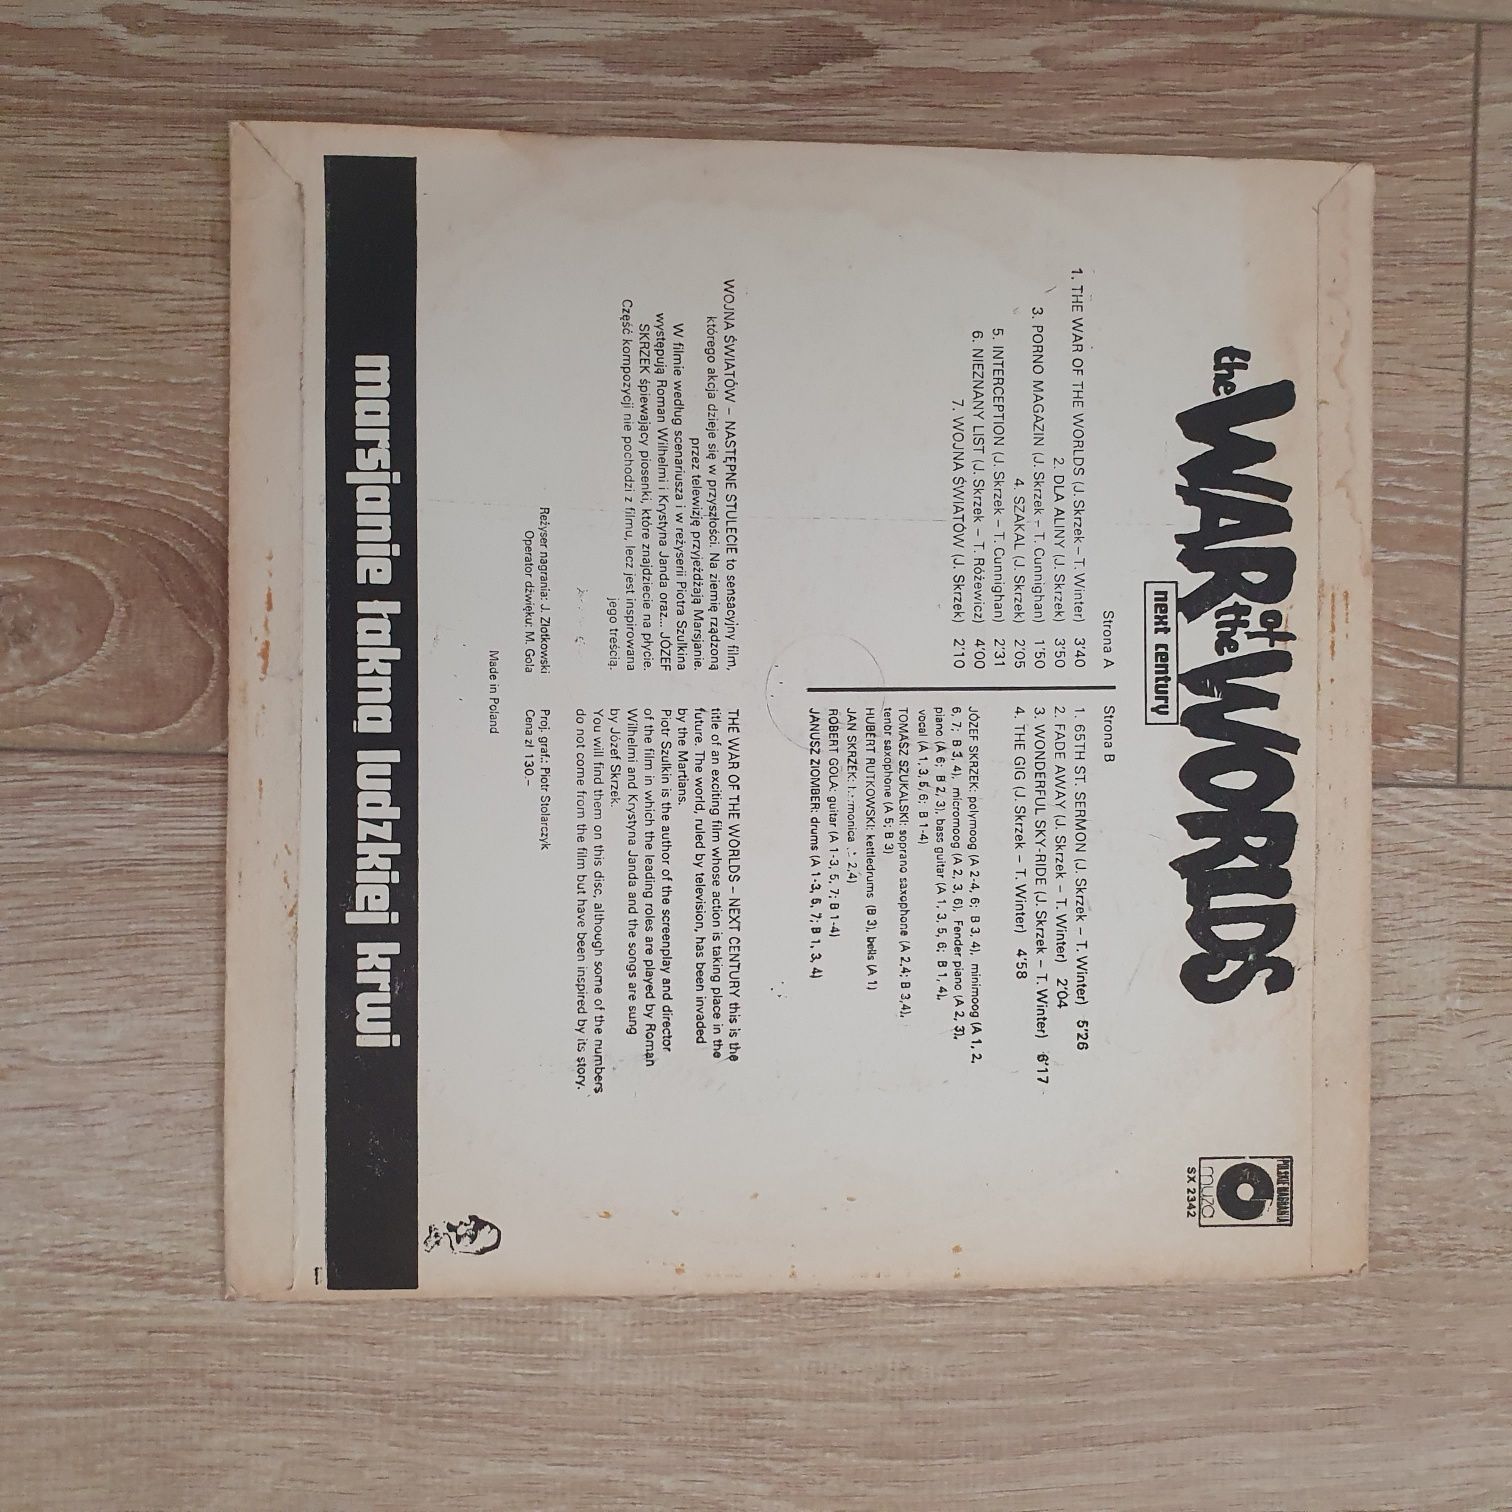 the WAR of the WORLDS
next century
POLSKIE NAGRANIA
muza
SX 2342
Strona A
1. THE WAR OF THE WORLDS (J. Skrzek – T. Winter) 3'40
2. DLA ALINY (J. Skrzek) 3'50
3. PORNO MAGAZIN (J. Skrzek – T. Cunnighan) 1'50
4. SZAKAL (J. Skrzek) 2'05
5. INTERCEPTION (J. Skrzek – T. Cunnighan) 2'31
6. NIEZNANY LIST (J. Skrzek – T. Różewicz) 4'00
7. WOJNA ŚWIATÓW (J. Skrzek) 2'10
Strona B
1. 65TH ST. SERMON (J. Skrzek – T. Winter) 5'26
2. FADE AWAY (J. Skrzek – T. Winter) 2'04
3. WONDERFUL SKY-RIDE (J. Skrzek – T. Winter) 6'17
4. THE GIG (J. Skrzek – T. Winter) 4'58
JÓZEF SKRZEK: polymoog (A 2-4, 6; B 3, 4), minimoog (A 1, 2,
6, 7; B 3, 4), micromoog (A 2, 3, 6), Fender piano (A 2, 3),
piano (A 6; B 2, 3), bass guitar (A 1, 3, 5, 6; B 1, 4),
vocal (A 1, 3, 5, 6; B 1-4)
TOMASZ SZUKALSKI: soprano saxophone (A 2,4; B 3,4),
tenor saxophone (A 5; B 3)
HUBERT RUTKOWSKI: kettledrums (B 3), bells (A 1)
JAN SKRZEK: 2,4)
ROBERT GOLA: guitar (A 1-3, 5, 7; B 1-4)
JANUSZ ZIOMBER: drums (A 1-3, 5, 7; B 1, 3, 4)
WOJNA ŚWIATÓW – NASTĘPNE STULECIE to sensacyjny film,
którego akcja dzieje się w przyszłości. Na ziemię rządzoną
przez telewizję przyjeżdżają Marsjanie.
W filmie według scenariusza i w reżyserii Piotra Szulkina
występują Roman Wilhelmi i Krystyna Janda oraz... JÓZEF
SKRZEK śpiewający piosenki, które znajdziecie na płycie.
Część kompozycji nie pochodzi z filmu, lecz jest inspirowana
jego treścią.
THE WAR OF THE WORLDS – NEXT CENTURY this is the
title of an exciting film whose action is taking place in the
future. The world, ruled by television, has been invaded
by the Martians.
Piotr Szulkin is the author of the screenplay and director
of the film in which the leading roles are played by Roman
Wilhelmi and Krystyna Janda and the songs are sung
by Józef Skrzek.
You will find them on this disc, although some of the numbers
do not come from the film but have been inspired by its story.
Reżyser nagrania: J. Złotkowski
Operator dźwięku: M. Gola
Proj. graf.: Piotr Stolarczyk
Cena zł 130.–
Made in Poland
marsjanie łakną ludzkiej krwi